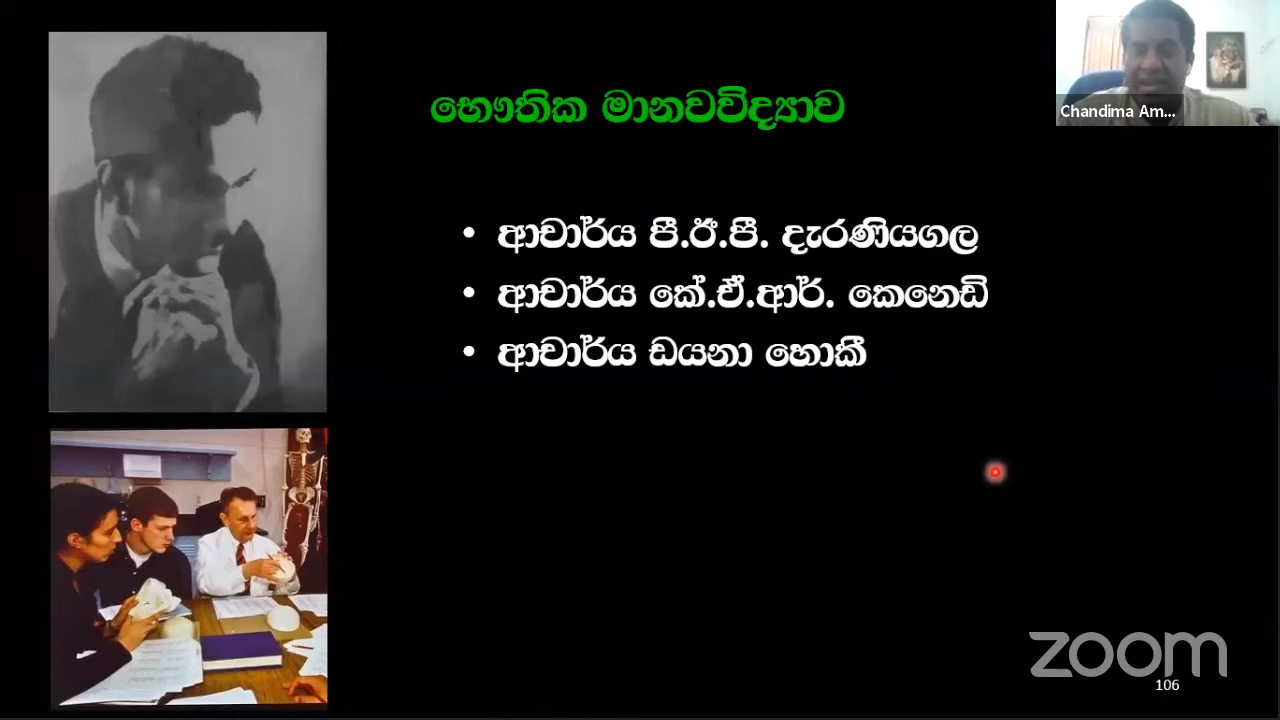 Chandima Am...
භෞතික මානවවිද්‍යාව
• ආචාර්ය පී.ඊ.පී. දැරණියගල
• ආචාර්ය කේ.ඒ.ආර්. කෙනෙඩි
• ආචාර්ය ඩයනා හොකී
zoom
106